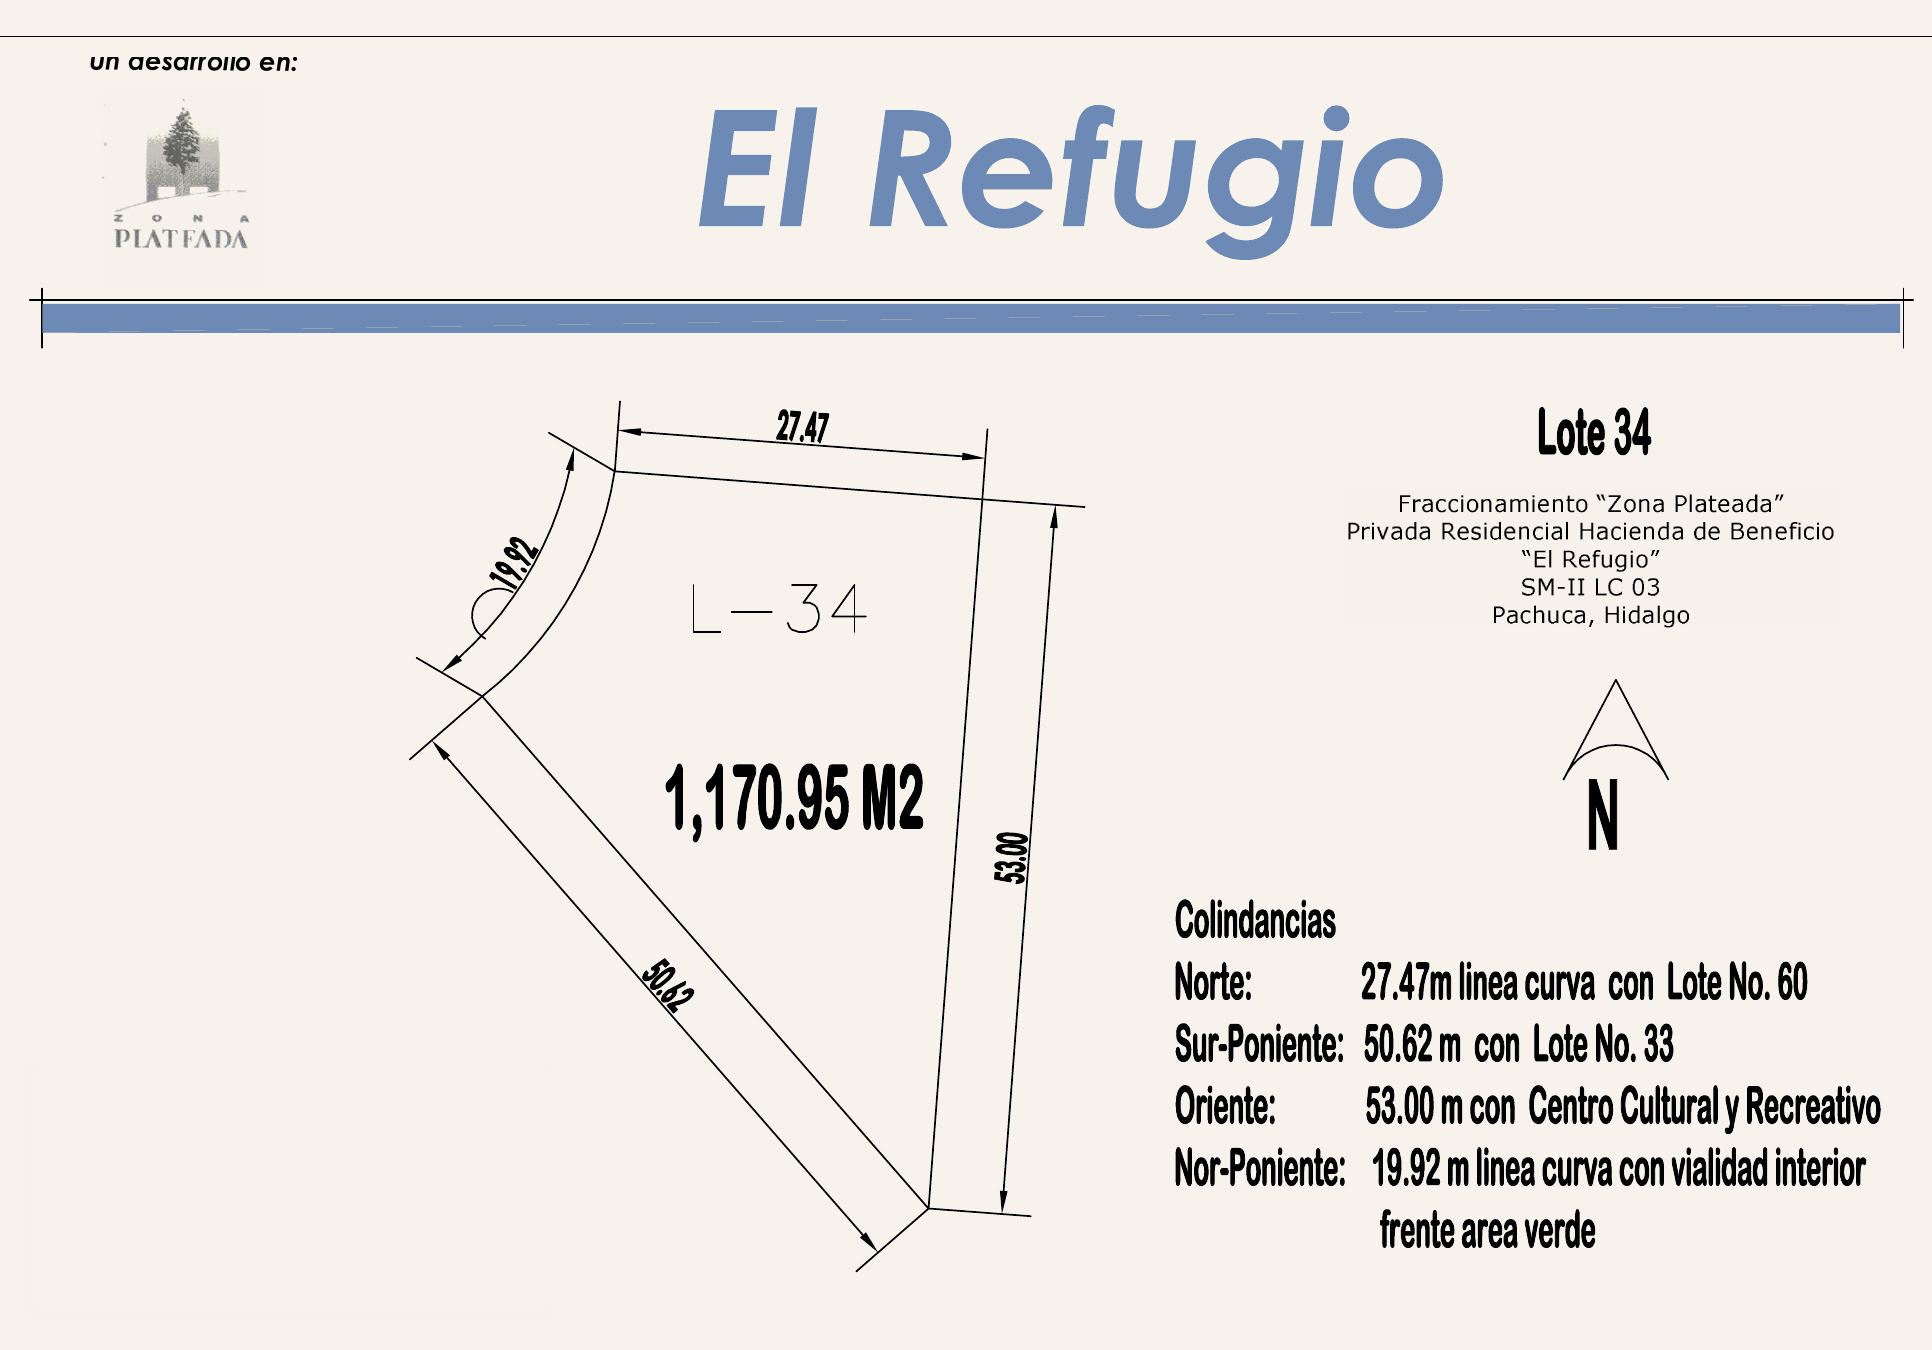 un desarrollo en:
ZONA
PLATEADA
El Refugio
27.47
19.92
L-34
1,170.95 M2
53.00
50.62
Lote 34
Fraccionamiento “Zona Plateada”
Privada Residencial Hacienda de Beneficio
“El Refugio”
SM-II LC 03
Pachuca, Hidalgo
N
Colindancias
Norte: 27.47m linea curva con Lote No. 60
Sur-Poniente: 50.62 m con Lote No. 33
Oriente: 53.00 m con Centro Cultural y Recreativo
Nor-Poniente: 19.92 m linea curva con vialidad interior
frente area verde